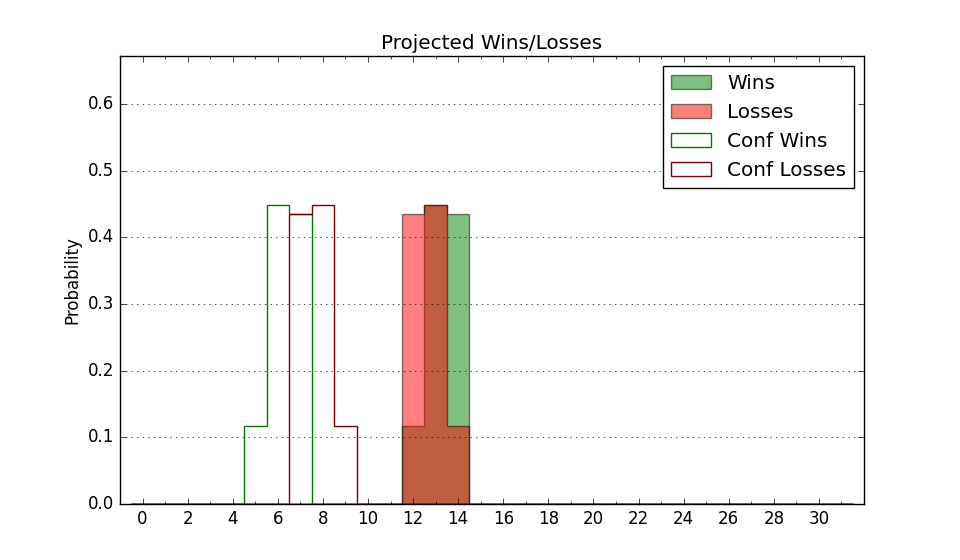 Projected Wins/Losses
Wins
Losses
Conf Wins
Conf Losses
Probability
0.6
0.5
0.4
0.3
0.2
0.1
0.0
0 2 4 6 8 10 12 14 16 18 20 22 24 26 28 30